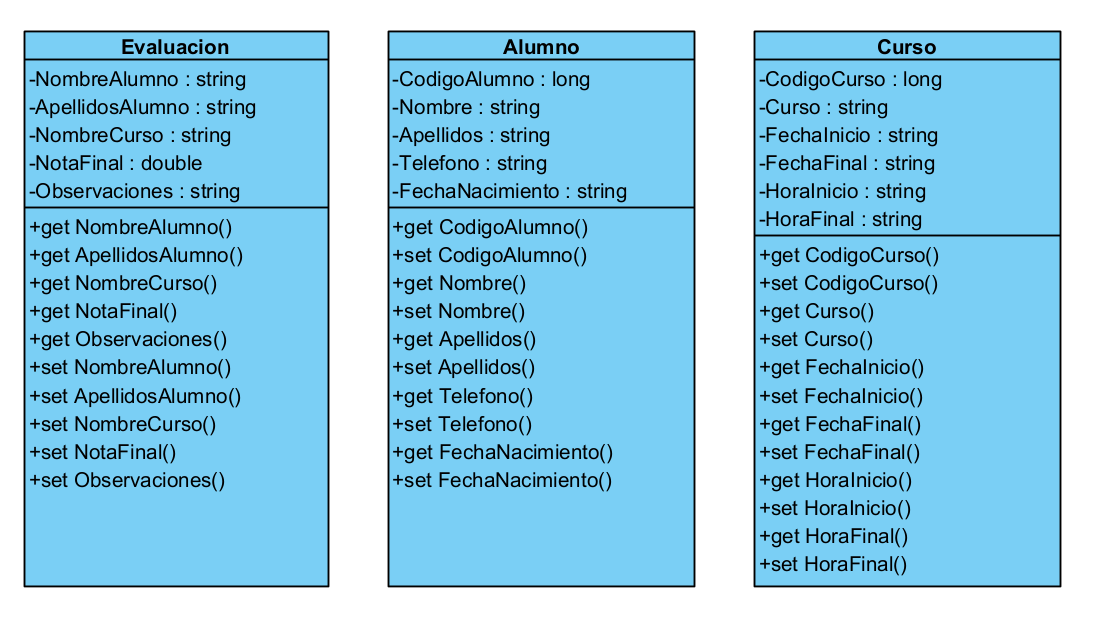 Evaluacion
-NombreAlumno : string
-ApellidosAlumno : string
-NombreCurso : string
-NotaFinal : double
-Observaciones : string
+get NombreAlumno()
+get ApellidosAlumno()
+get NombreCurso()
+get NotaFinal()
+get Observaciones()
+set NombreAlumno()
+set ApellidosAlumno()
+set NombreCurso()
+set NotaFinal()
+set Observaciones()
Alumno
-CodigoAlumno : long
-Nombre : string
-Apellidos : string
-Telefono : string
-FechaNacimiento : string
+get CodigoAlumno()
+set CodigoAlumno()
+get Nombre()
+set Nombre()
+get Apellidos()
+set Apellidos()
+get Telefono()
+set Telefono()
+get FechaNacimiento()
+set FechaNacimiento()
Curso
-CodigoCurso : long
-Curso : string
-FechaInicio : string
-FechaFinal : string
-HoraInicio : string
-HoraFinal : string
+get CodigoCurso()
+set CodigoCurso()
+get Curso()
+set Curso()
+get FechaInicio()
+set FechaInicio()
+get FechaFinal()
+set FechaFinal()
+get HoraInicio()
+set HoraInicio()
+get HoraFinal()
+set HoraFinal()